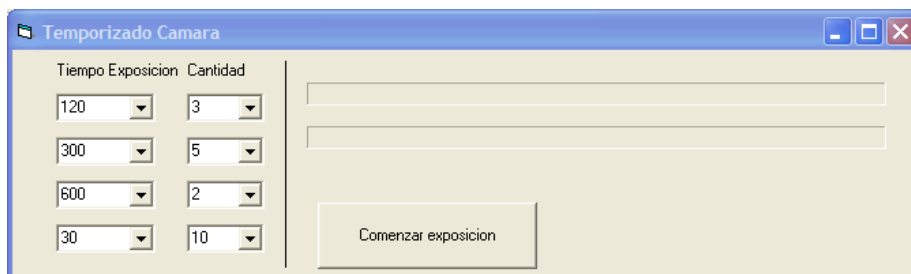 Temporizado Camara
Tiempo Exposicion Cantidad
120 3
300 5
600 2
30 10
Comenzar exposicion